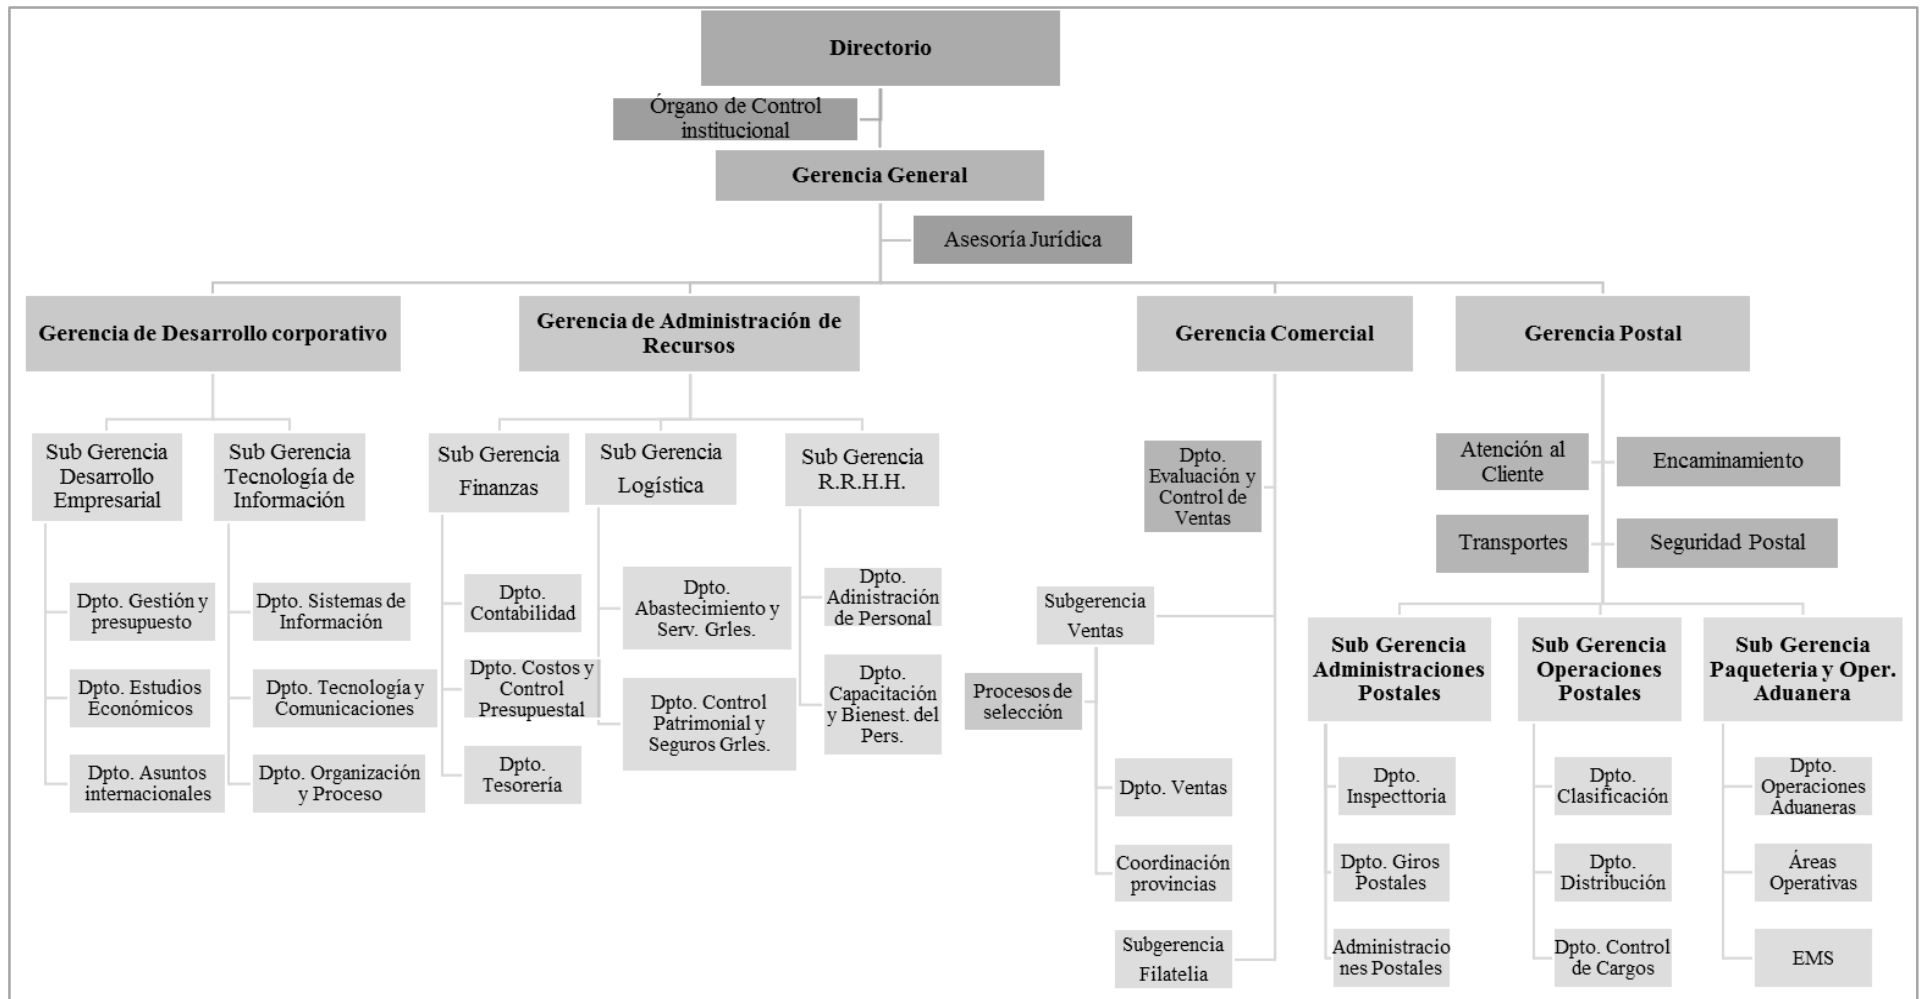 Directorio
Órgano de Control
institucional
Gerencia General
Asesoría Jurídica
Gerencia de Desarrollo corporativo
Gerencia de Administración de
Recursos
Gerencia Comercial
Gerencia Postal
Sub Gerencia
Desarrollo
Empresarial
Sub Gerencia
Tecnología de
Información
Sub Gerencia
Finanzas
Sub Gerencia
Logística
Sub Gerencia
R.R.H.H.
Dpto.
Evaluación y
Control de
Ventas
Atención al
Cliente
Encaminamiento
Transportes
Seguridad Postal
Dpto. Gestión y
presupuesto
Dpto. Estudios
Económicos
Dpto. Asuntos
internacionales
Dpto. Sistemas de
Información
Dpto. Tecnología y
Comunicaciones
Dpto. Organización
y Proceso
Dpto.
Contabilidad
Dpto. Costos y
Control
Presupuestal
Dpto.
Tesorería
Dpto.
Abastecimiento y
Serv. Grles.
Dpto. Control
Patrimonial y
Seguros Grles.
Dpto.
Adinistración
de Personal
Dpto.
Capacitación
y Bienest. del
Pers.
Subgerencia
Ventas
Procesos de
selección
Dpto. Ventas
Coordinación
provincias
Subgerencia
Filatelia
Sub Gerencia
Administraciones
Postales
Dpto.
Inspecttoria
Dpto. Giros
Postales
Administracio
nes Postales
Sub Gerencia
Operaciones
Postales
Dpto.
Clasificación
Dpto.
Distribución
Dpto. Control
de Cargos
Sub Gerencia
Paqueteria y Oper.
Aduanera
Dpto.
Operaciones
Aduaneras
Áreas
Operativas
EMS